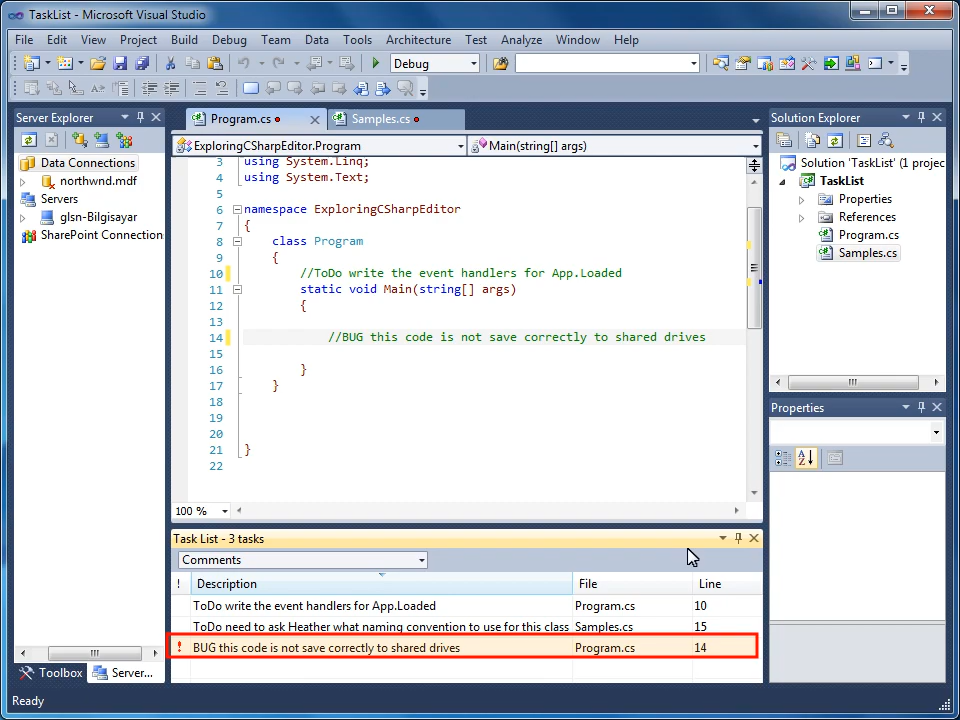 TaskList - Microsoft Visual Studio
File Edit View Project Build Debug Team Data Tools Architecture Test Analyze Window Help
Debug
Server Explorer
Data Connections
northwnd.mdf
Servers
glsn-Bilgisayar
SharePoint Connection
Toolbox
Server...
Program.cs
Samples.cs
ExploringCSharpEditor.Program
Main(string[] args)
3 using System.Linq;
4 using System.Text;
5
6 namespace ExploringCSharpEditor
7 {
8 class Program
9 {
10 //ToDo write the event handlers for App.Loaded
11 static void Main(string[] args)
12 {
13
14 //BUG this code is not save correctly to shared drives
15
16 }
17 }
18
19
20
21 }
22
100 %
Task List - 3 tasks
Comments
! Description File Line
ToDo write the event handlers for App.Loaded Program.cs 10
ToDo need to ask Heather what naming convention to use for this class Samples.cs 15
! BUG this code is not save correctly to shared drives Program.cs 14
Solution Explorer
Solution 'TaskList' (1 projec
TaskList
Properties
References
Program.cs
Samples.cs
Properties
Ready